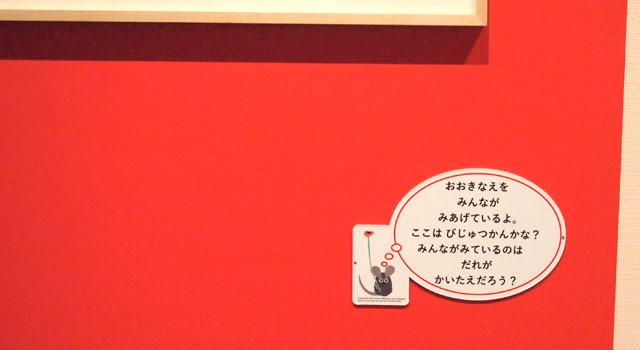 おおきなえを
みんなが
みあげているよ。
ここは びじゅつかんかな？
みんながみているのは
だれが
かいたえだろう？